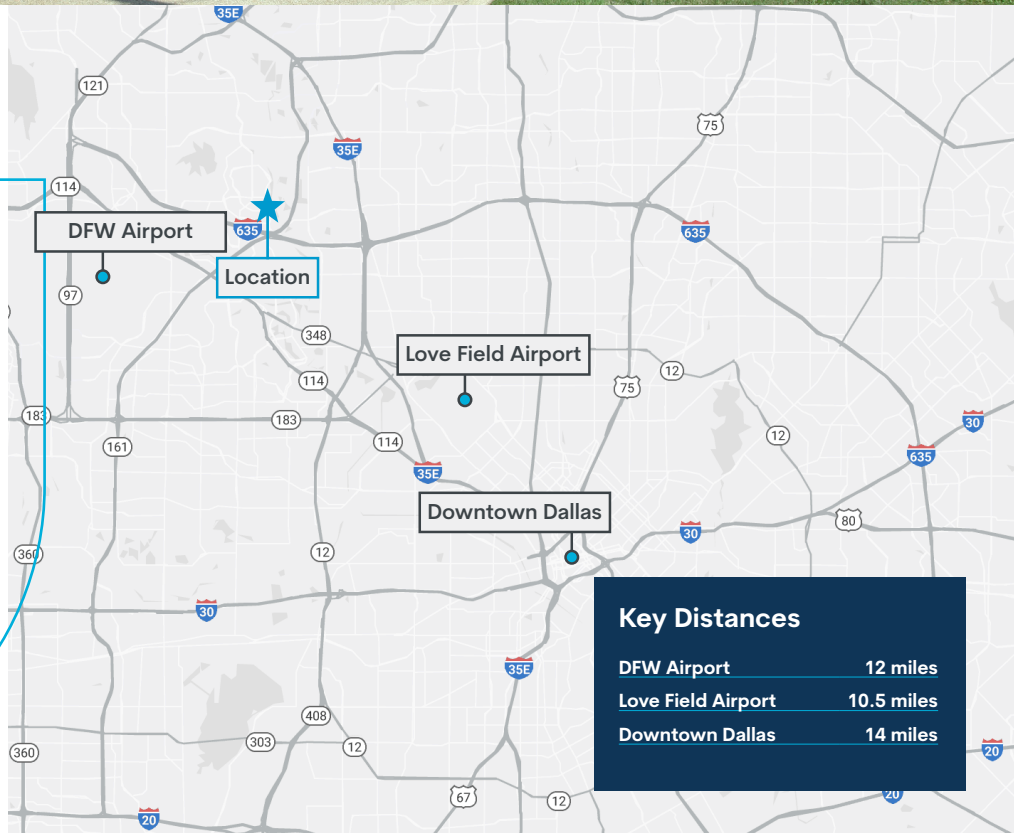 35E
121
75
35E
114
635
635
DFW Airport
Location
97
348
Love Field Airport
12
114
75
183
183
30
12
114
161
635
35E
Downtown Dallas
80
30
12
360
30
Key Distances
DFW Airport 12 miles
Love Field Airport 10.5 miles
Downtown Dallas 14 miles
35E
408
303
12
360
20
67
12
20
20